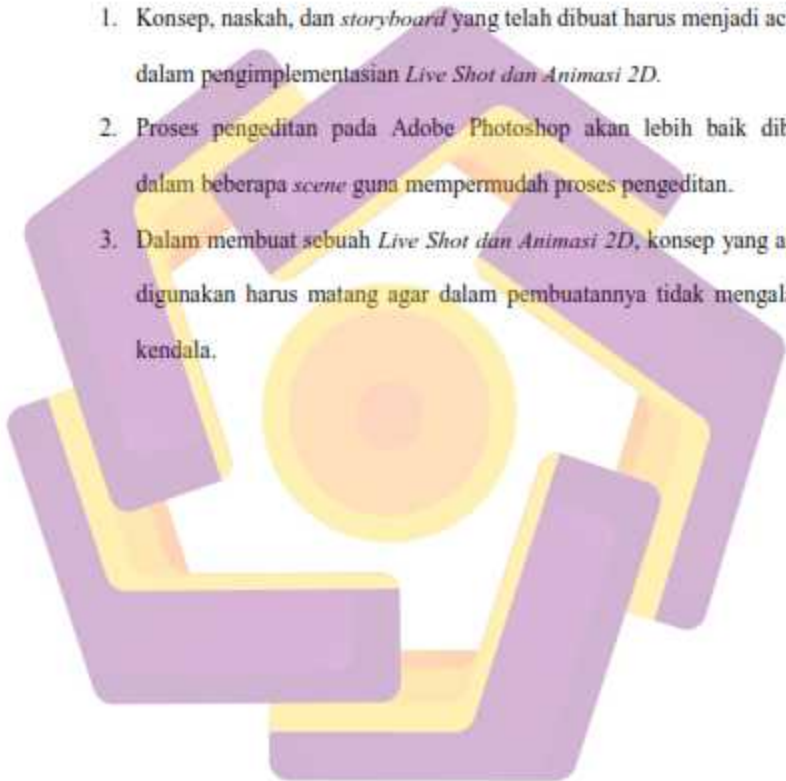 1. Konsep, naskah, dan storyboard yang telah dibuat harus menjadi ac
dalam pengimplementasian Live Shot dan Animasi 2D.
2. Proses pengeditan pada Adobe Photoshop akan lebih baik dib
dalam beberapa scene guna mempermudah proses pengeditan.
3. Dalam membuat sebuah Live Shot dan Animasi 2D, konsep yang a
digunakan harus matang agar dalam pembuatannya tidak mengal
kendala.